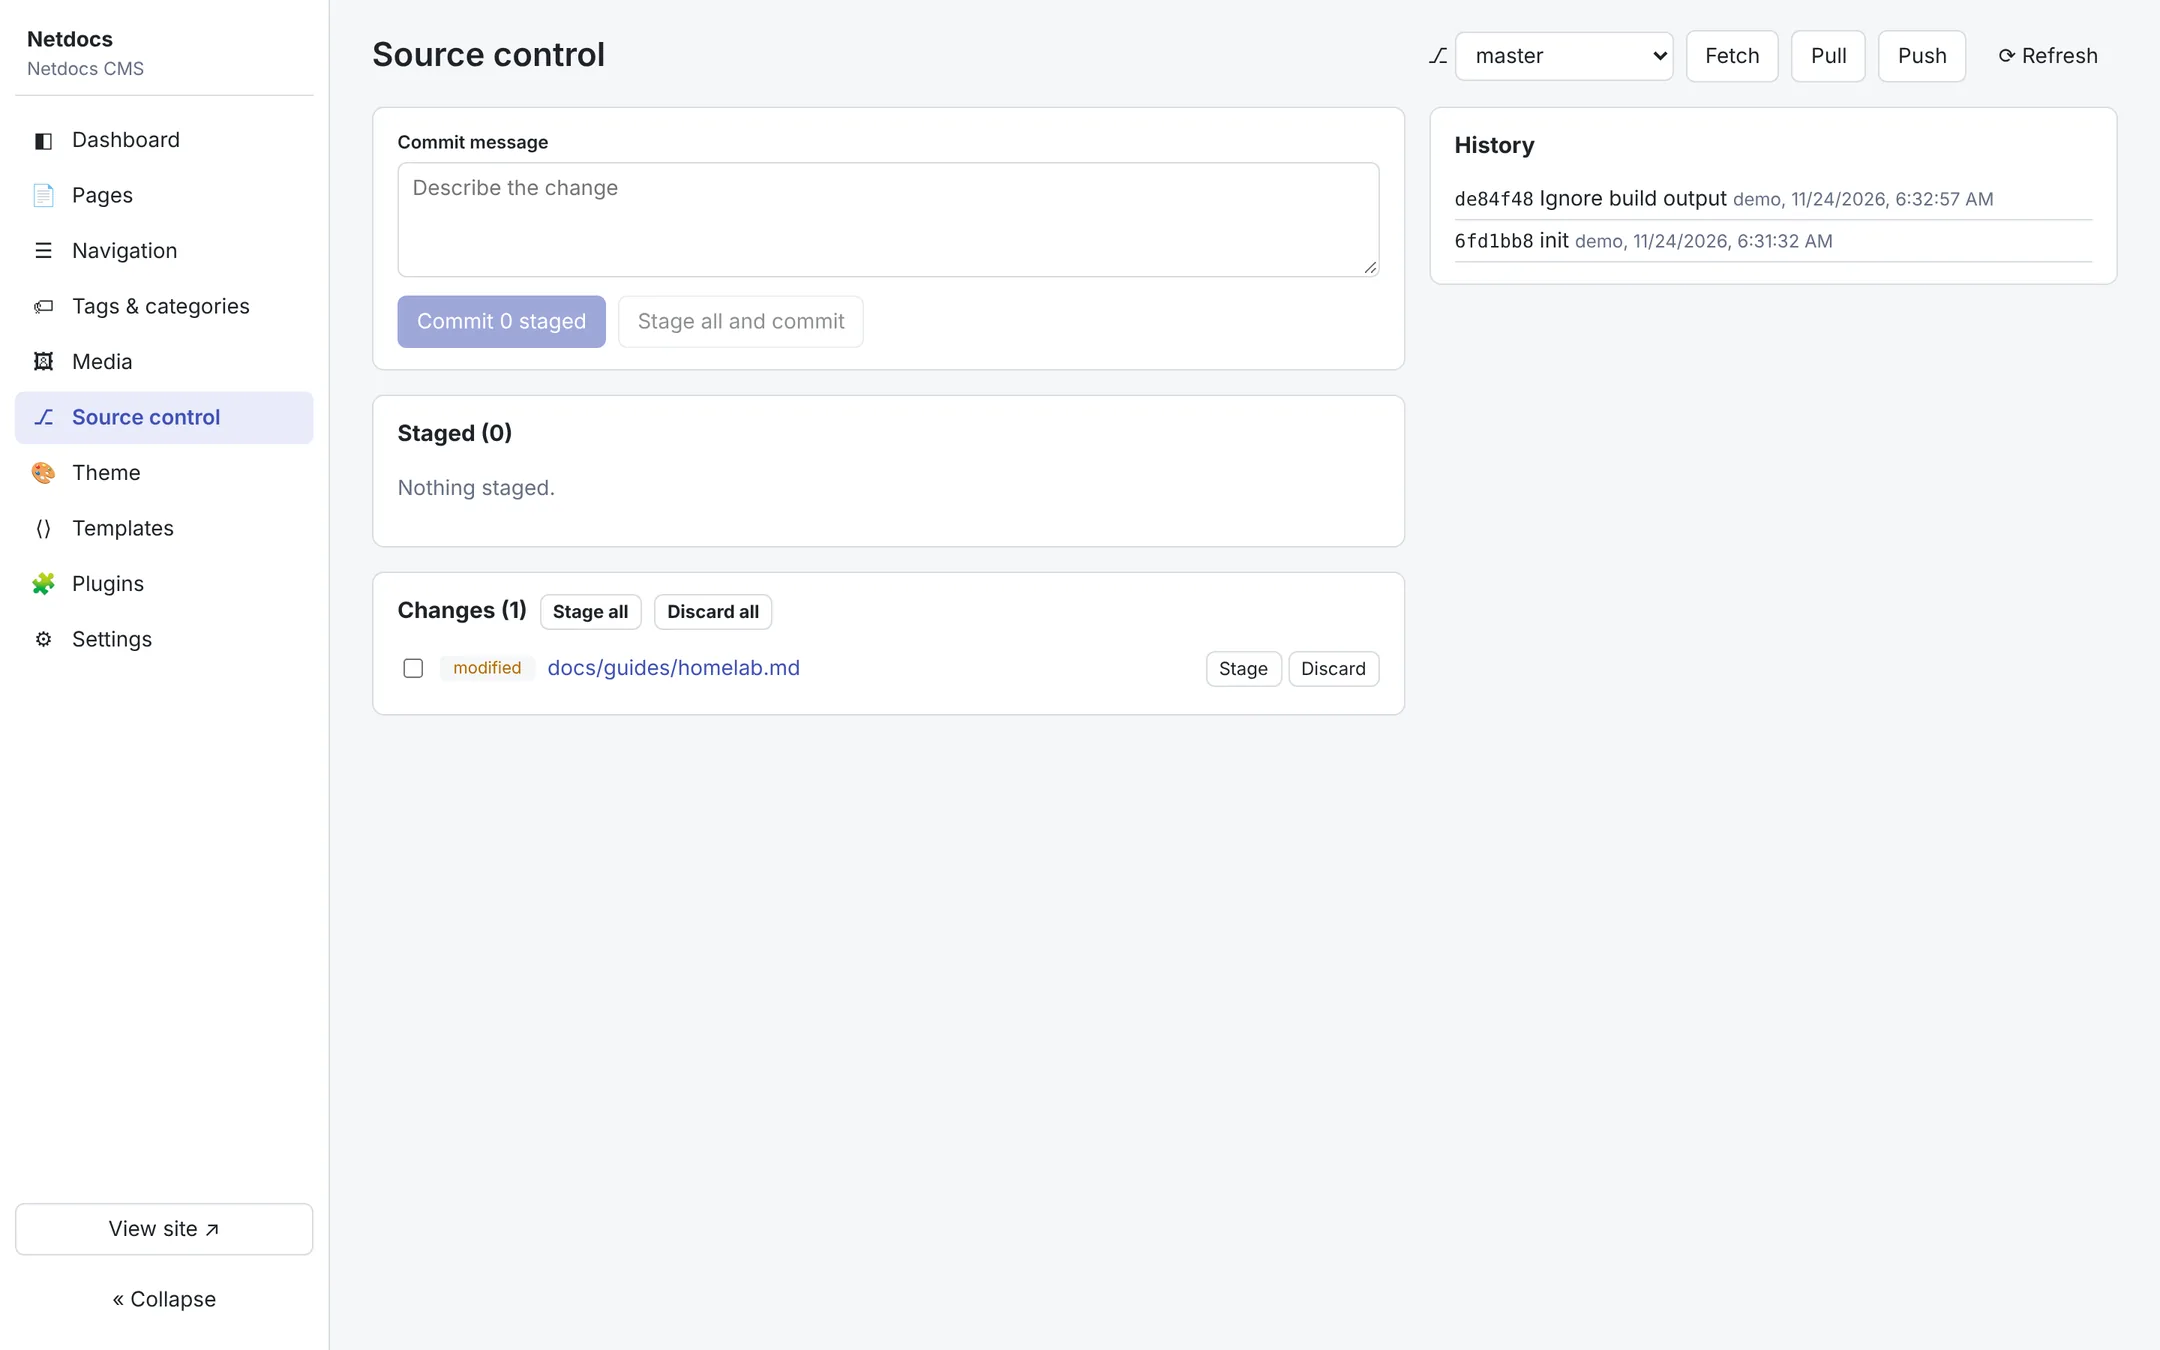 Netdocs
Netdocs CMS
Dashboard
Pages
Navigation
Tags & categories
Media
Source control
Theme
Templates
Plugins
Settings
View site ↗
« Collapse
Source control
master
Fetch
Pull
Push
⟳ Refresh
Commit message
Describe the change
Commit 0 staged
Stage all and commit
Staged (0)
Nothing staged.
Changes (1)
Stage all
Discard all
modified
docs/guides/homelab.md
Stage
Discard
History
de84f48 Ignore build output demo, 11/24/2026, 6:32:57 AM
6fd1bb8 init demo, 11/24/2026, 6:31:32 AM